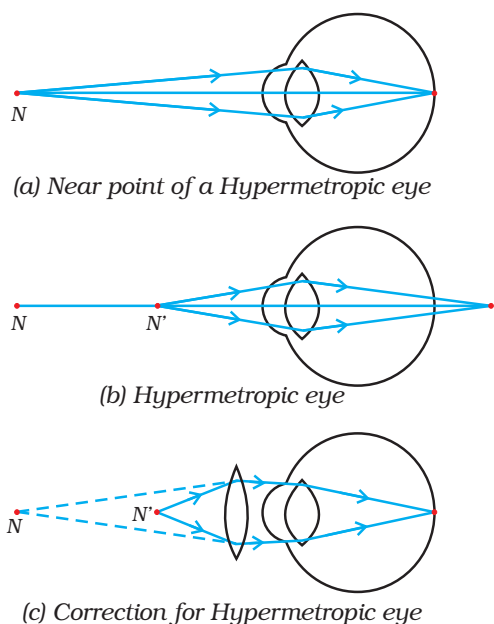 N
(a) Near point of a Hypermetropic eye
N N'
(b) Hypermetropic eye
N N'
(c) Correction for Hypermetropic eye